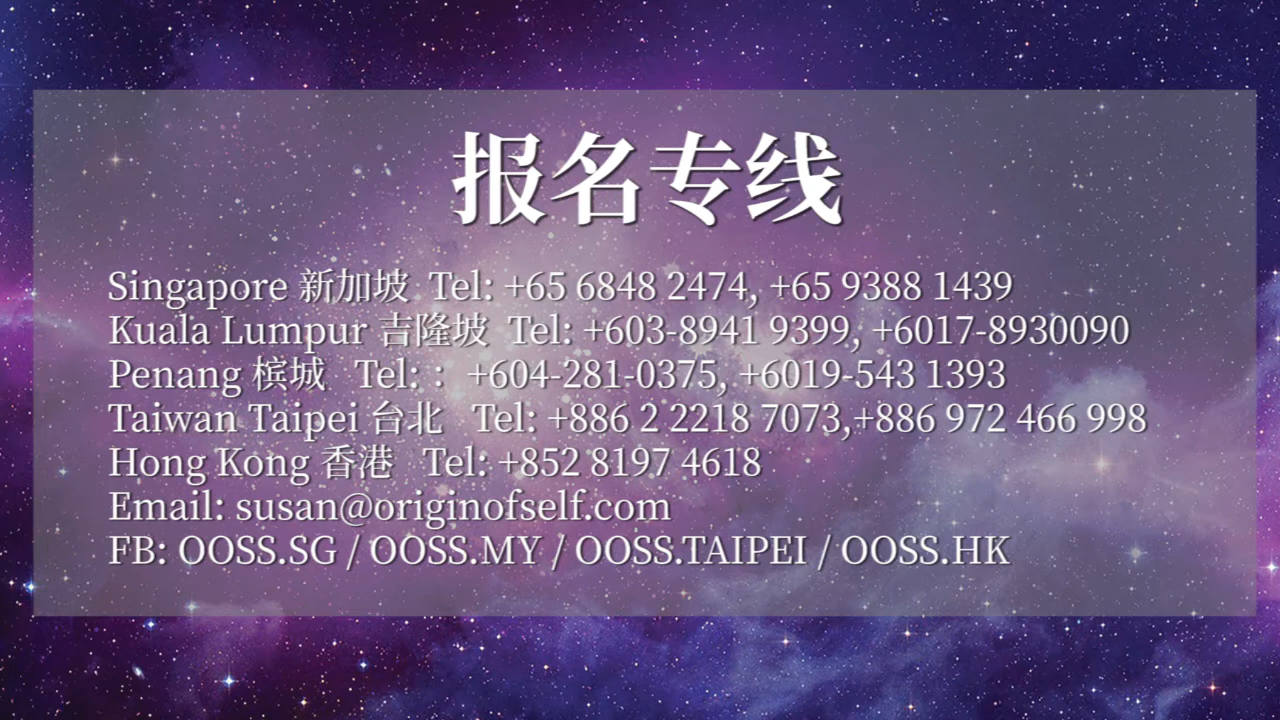 报名专线
Singapore 新加坡 Tel: +65 6848 2474, +65 9388 1439
Kuala Lumpur 吉隆坡 Tel: +603-8941 9399, +6017-8930090
Penang 槟城 Tel: : +604-281-0375, +6019-543 1393
Taiwan Taipei 台北 Tel: +886 2 2218 7073,+886 972 466 998
Hong Kong 香港 Tel: +852 8197 4618
Email: susan@originofself.com
FB: OOSS.SG / OOSS.MY / OOSS.TAIPEI / OOSS.HK